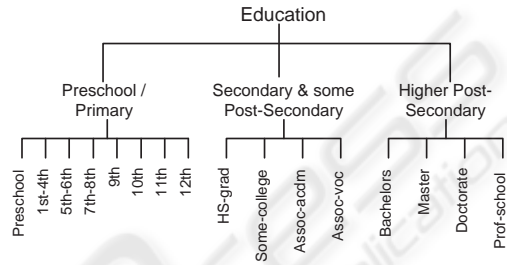 Education
Preschool /
Primary
Secondary & some
Post-Secondary
Higher Post-
Secondary
Preschool
1st-4th
5th-6th
7th-8th
9th
10th
11th
12th
HS-grad
Some-college
Assoc-acdm
Assoc-voc
Bachelors
Master
Doctorate
Prof-school